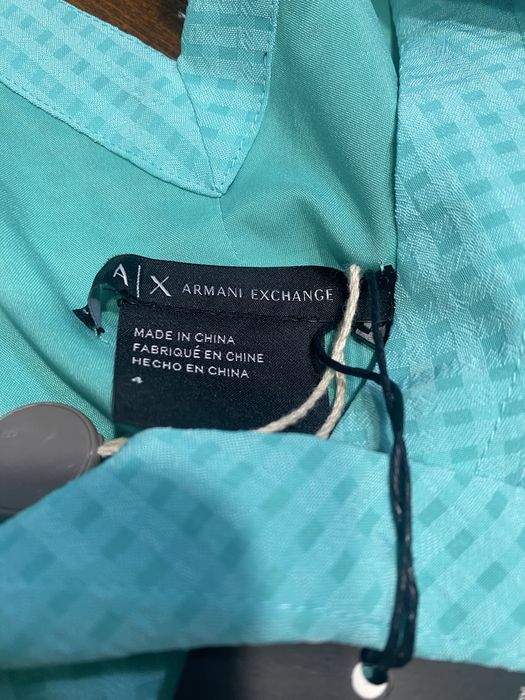 A|X ARMANI EXCHANGE
MADE IN CHINA
FABRIQUÉ EN CHINE
HECHO EN CHINA
4